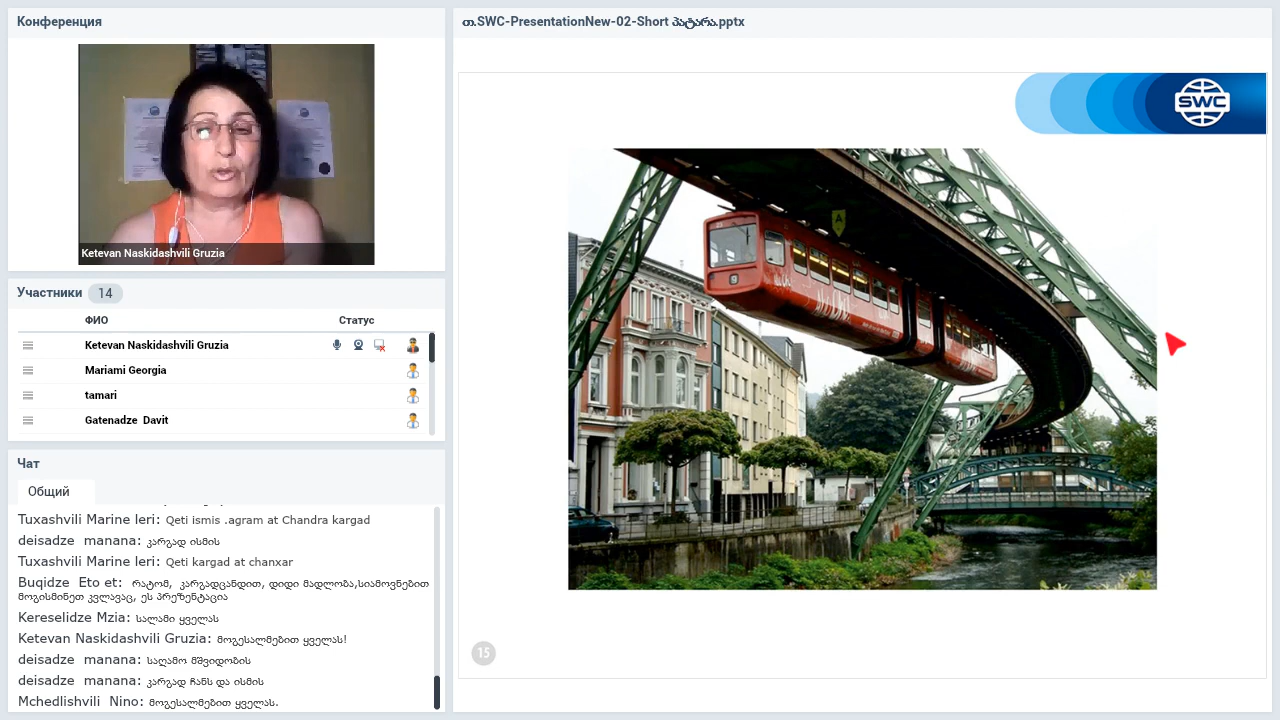 Конференция
Ketevan Naskidashvili Gruzia
Участники 14
ФИО Статус
Ketevan Naskidashvili Gruzia
Mariami Georgia
tamari
Gatenadze Davit
Чат
Общий
Tuxashvili Marine Ieri: Qeti ismis .agram at Chandra kargad
deisadze manana: კარგად ისმის
Tuxashvili Marine Ieri: Qeti kargad at chanxar
Buqidze Eto et: რატომ, კარგადცანდით, დიდი მადლობა,სიამოვნებით
მოგისმინეთ კვლავაც, ეს პრეზენტაცია
Kereselidze Mzia: სალამი ყველას
Ketevan Naskidashvili Gruzia: მოგესალმებით ყველას!
deisadze manana: საღამო მშვიდობის
deisadze manana: კარგად ჩანს და ისმის
Mchedlishvili Nino: მოგესალმებით ყველას.
თ.SWC-PresentationNew-02-Short პატარა.pptx
SWC
A
15